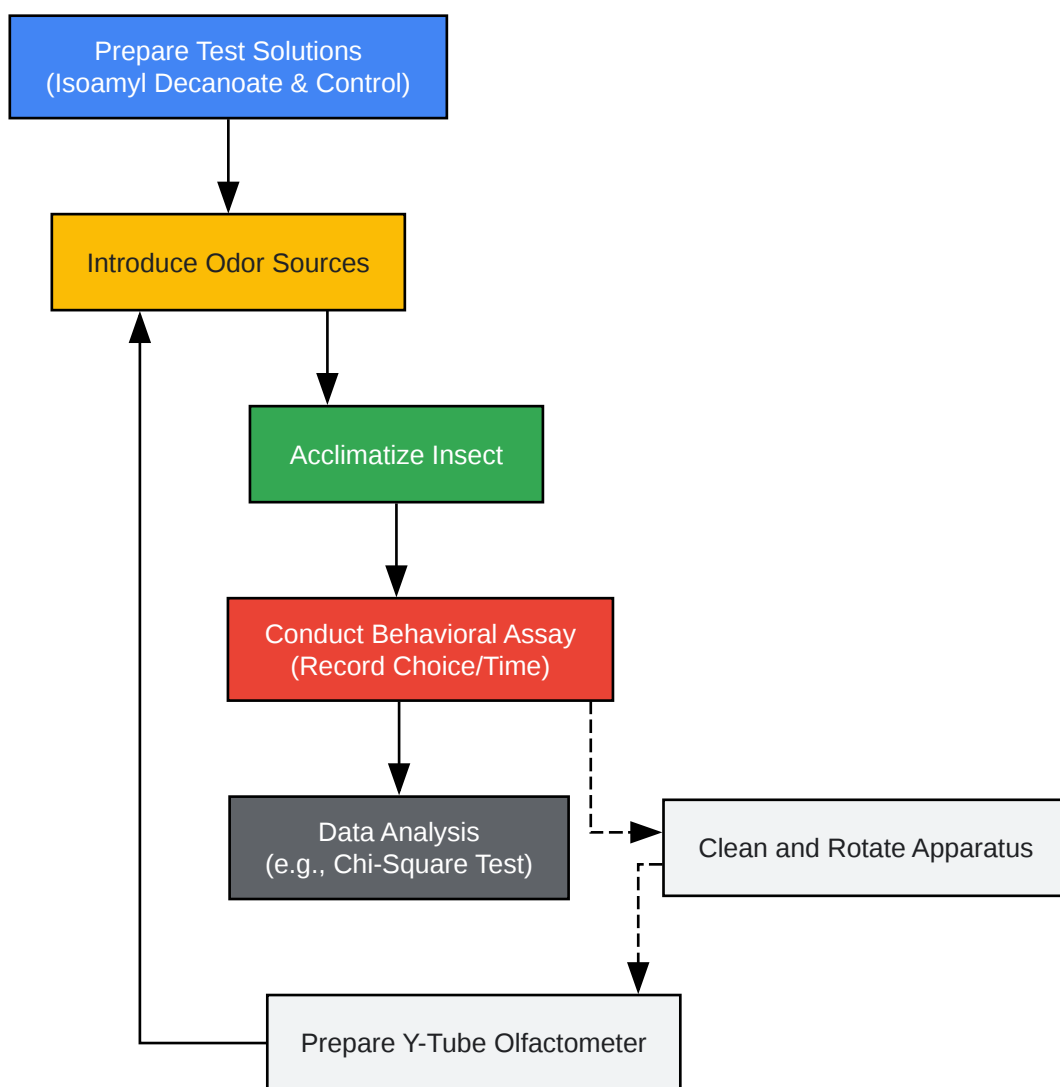 Prepare Test Solutions
(Isoamyl Decanoate & Control)
Introduce Odor Sources
Acclimatize Insect
Conduct Behavioral Assay
(Record Choice/Time)
Data Analysis
(e.g., Chi-Square Test)
Clean and Rotate Apparatus
Prepare Y-Tube Olfactometer